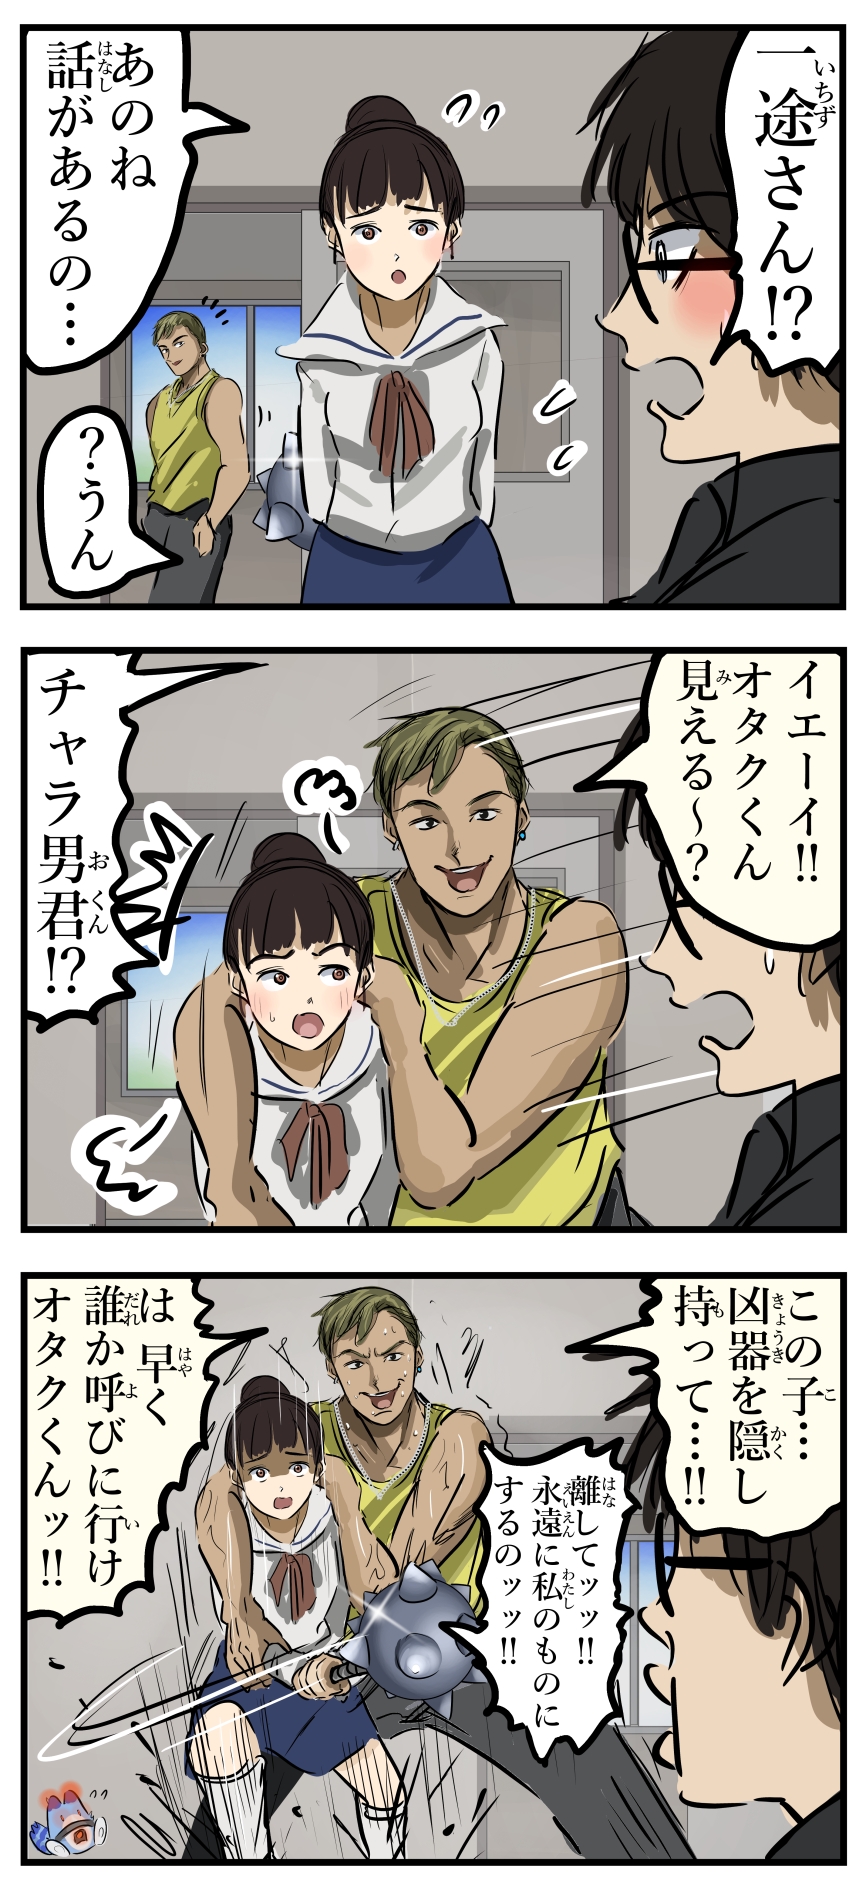 一途さん!?
あのね
話があるの…
?うん
イエーイ!!
オタクくん
見える～?
チャラ男君!?
この子…
凶器を隠し
持って…!!
離してッッ!!
永遠に私のものに
するのッッ!!
は 早く
誰か呼びに行け
オタクくんッ!!